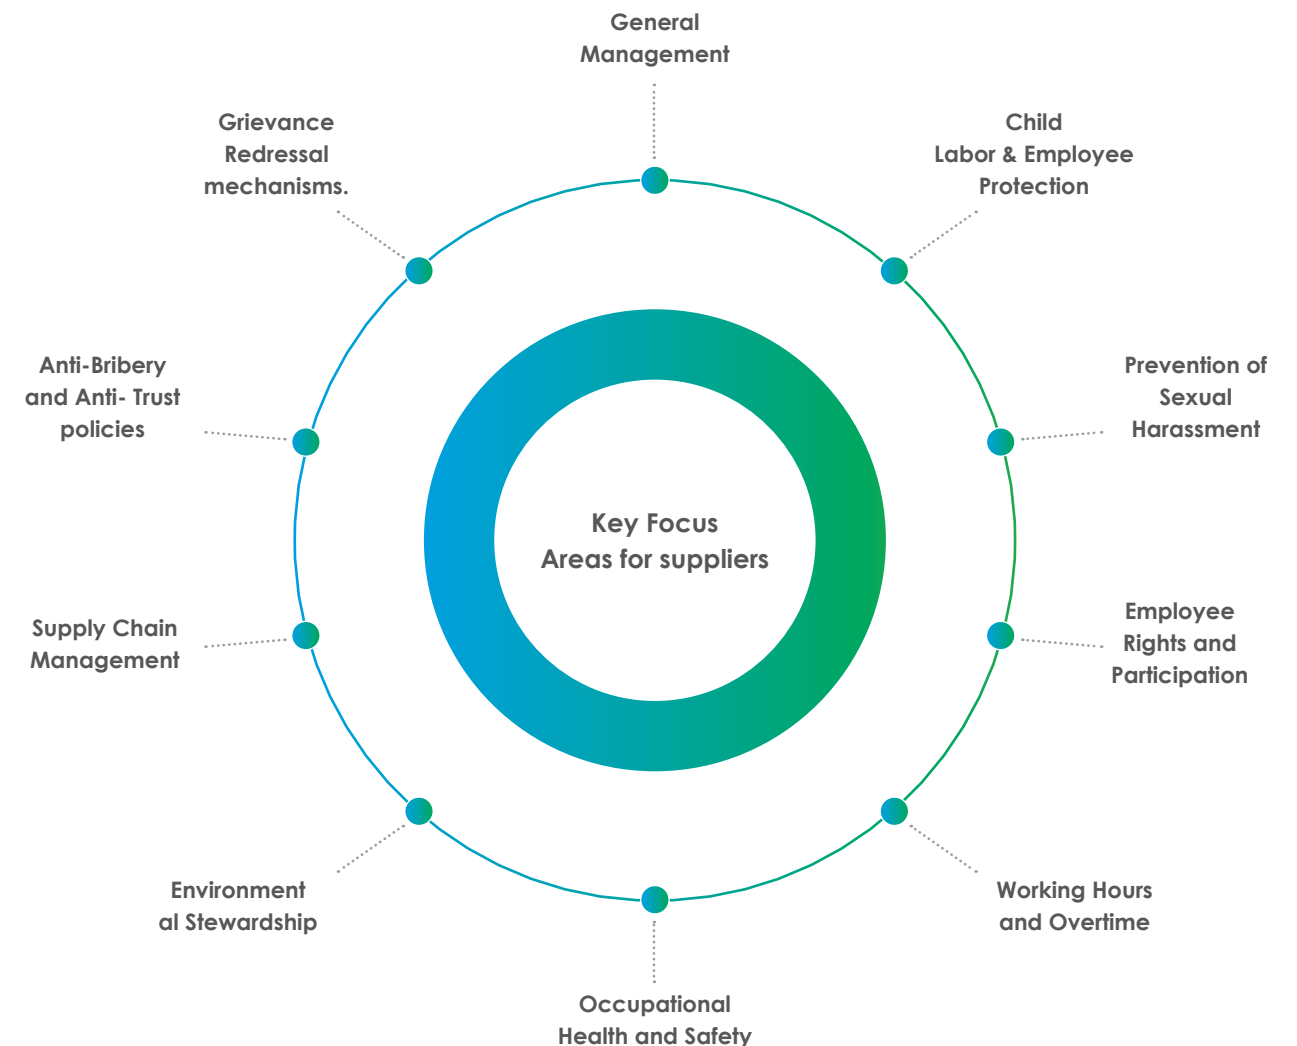 General
Management
Child
Labor & Employee
Protection
Prevention of
Sexual
Harassment
Employee
Rights and
Participation
Working Hours
and Overtime
Occupational
Health and Safety
Environment
al Stewardship
Supply Chain
Management
Anti-Bribery
and Anti- Trust
policies
Grievance
Redressal
mechanisms.
Key Focus
Areas for suppliers